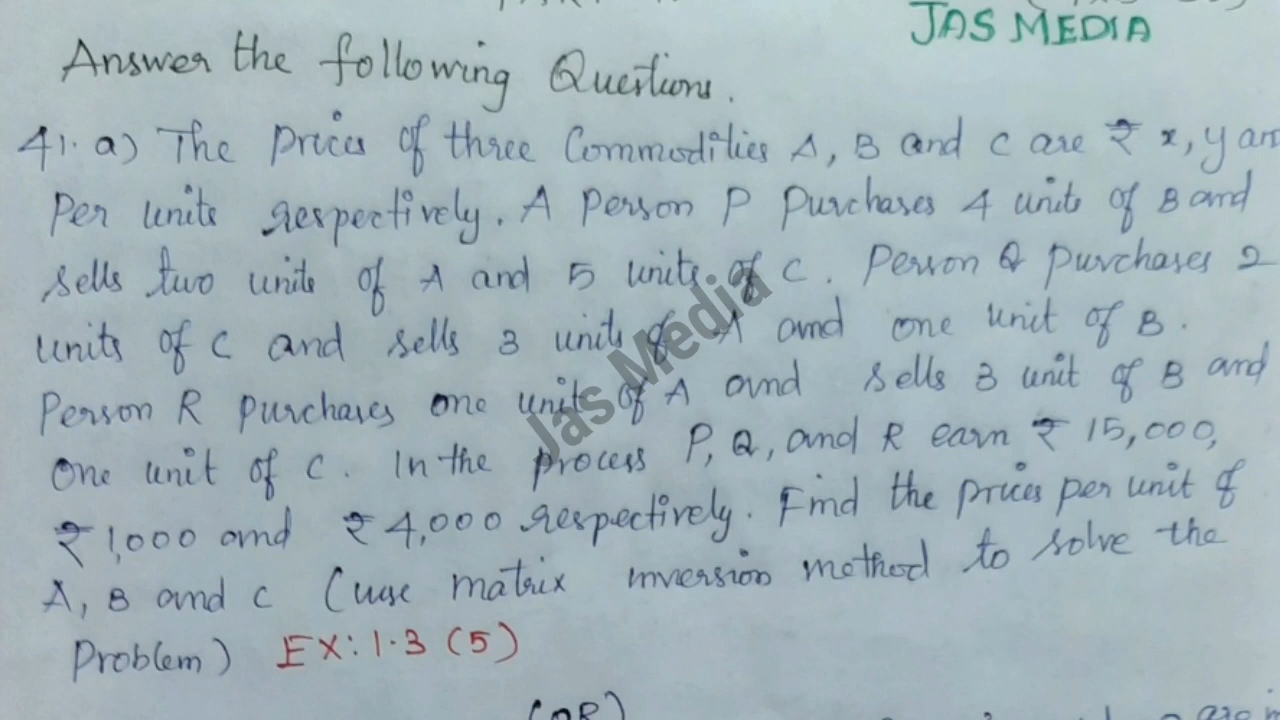 JAS MEDIA
Answer the following Questions.
41. a) The prices of three Commodities A, B and C are ₹ x, y an
Per units respectively. A Person P Purchases 4 units of B and
sells two units of A and 5 units of C. Person Q purchases 2
units of C and sells 3 units of A and one unit of B.
Person R purchases one unit of A and sells 3 unit of B and
One unit of C. In the process P, Q, and R earn ₹ 15,000,
₹ 1,000 and ₹ 4,000 respectively. Find the prices per unit of
A, B and C (use matrix inversion method to solve the
Problem) EX: 1.3 (5)
(OR)
Jas Media